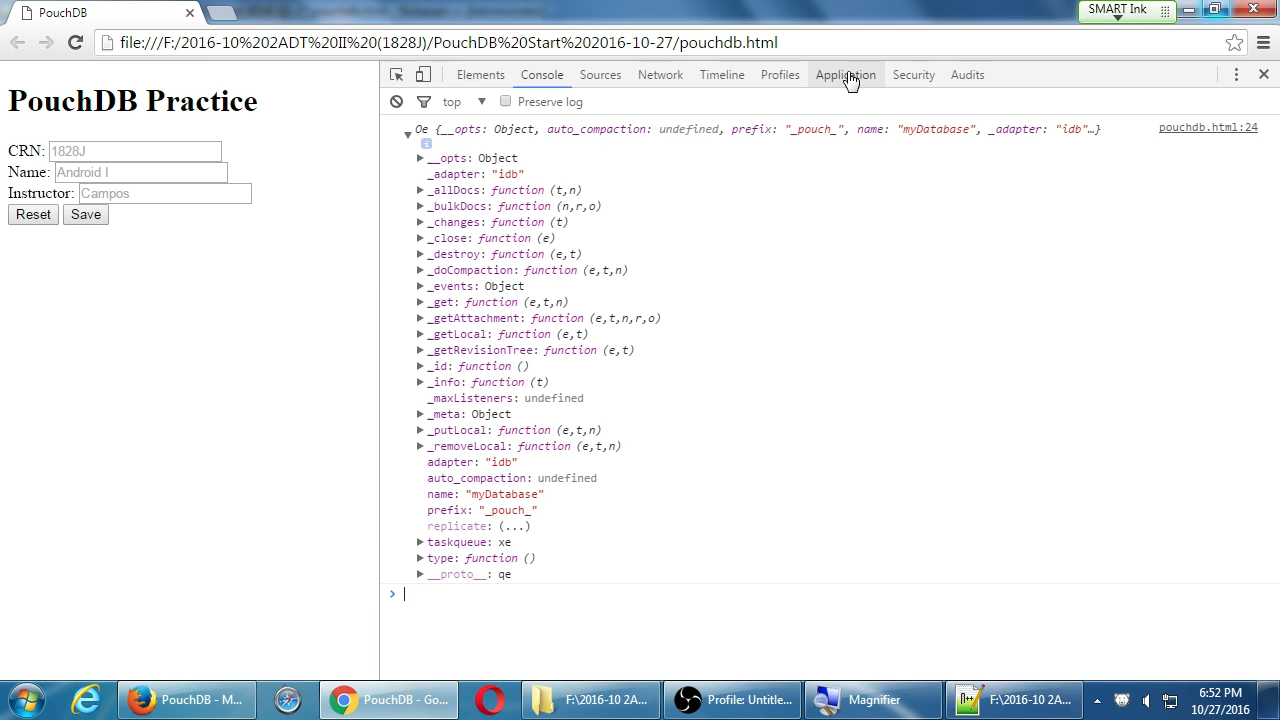 PouchDB
SMART Ink
file:///F:/2016-10%202ADT%20II%20(1828J)/PouchDB%20Start%202016-10-27/pouchdb.html
PouchDB Practice
CRN: 1828J
Name: Android I
Instructor: Campos
Reset Save
Elements Console Sources Network Timeline Profiles Application Security Audits
top Preserve log
Oe {__opts: Object, auto_compaction: undefined, prefix: "_pouch_", name: "myDatabase", _adapter: "idb"…} pouchdb.html:24
__opts: Object
_adapter: "idb"
_allDocs: function (t,n)
_bulkDocs: function (n,r,o)
_changes: function (t)
_close: function (e)
_destroy: function (e,t)
_doCompaction: function (e,t,n)
_events: Object
_get: function (e,t,n)
_getAttachment: function (e,t,n,r,o)
_getLocal: function (e,t)
_getRevisionTree: function (e,t)
_id: function ()
_info: function (t)
_maxListeners: undefined
_meta: Object
_putLocal: function (e,t,n)
_removeLocal: function (e,t,n)
adapter: "idb"
auto_compaction: undefined
name: "myDatabase"
prefix: "_pouch_"
replicate: (...)
taskqueue: xe
type: function ()
__proto__: qe
>
PouchDB - M... PouchDB - Go... F:\2016-10 2A... Profile: Untitle... Magnifier F:\2016-10 2A... 6:52 PM
10/27/2016